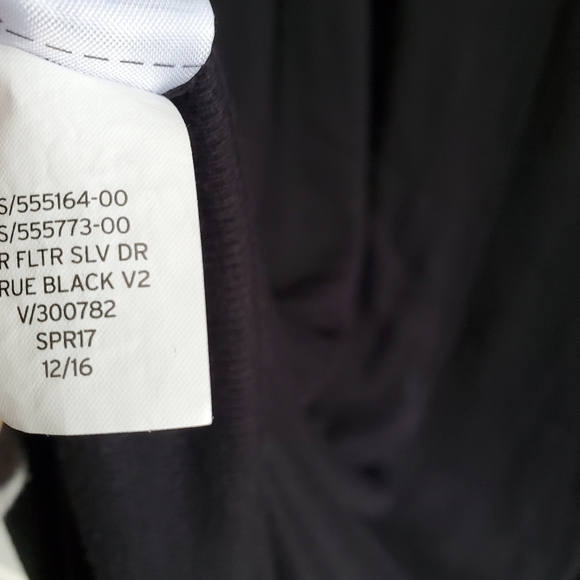 S/555164-00
S/555773-00
R FLTR SLV DR
RUE BLACK V2
V/300782
SPR17
12/16